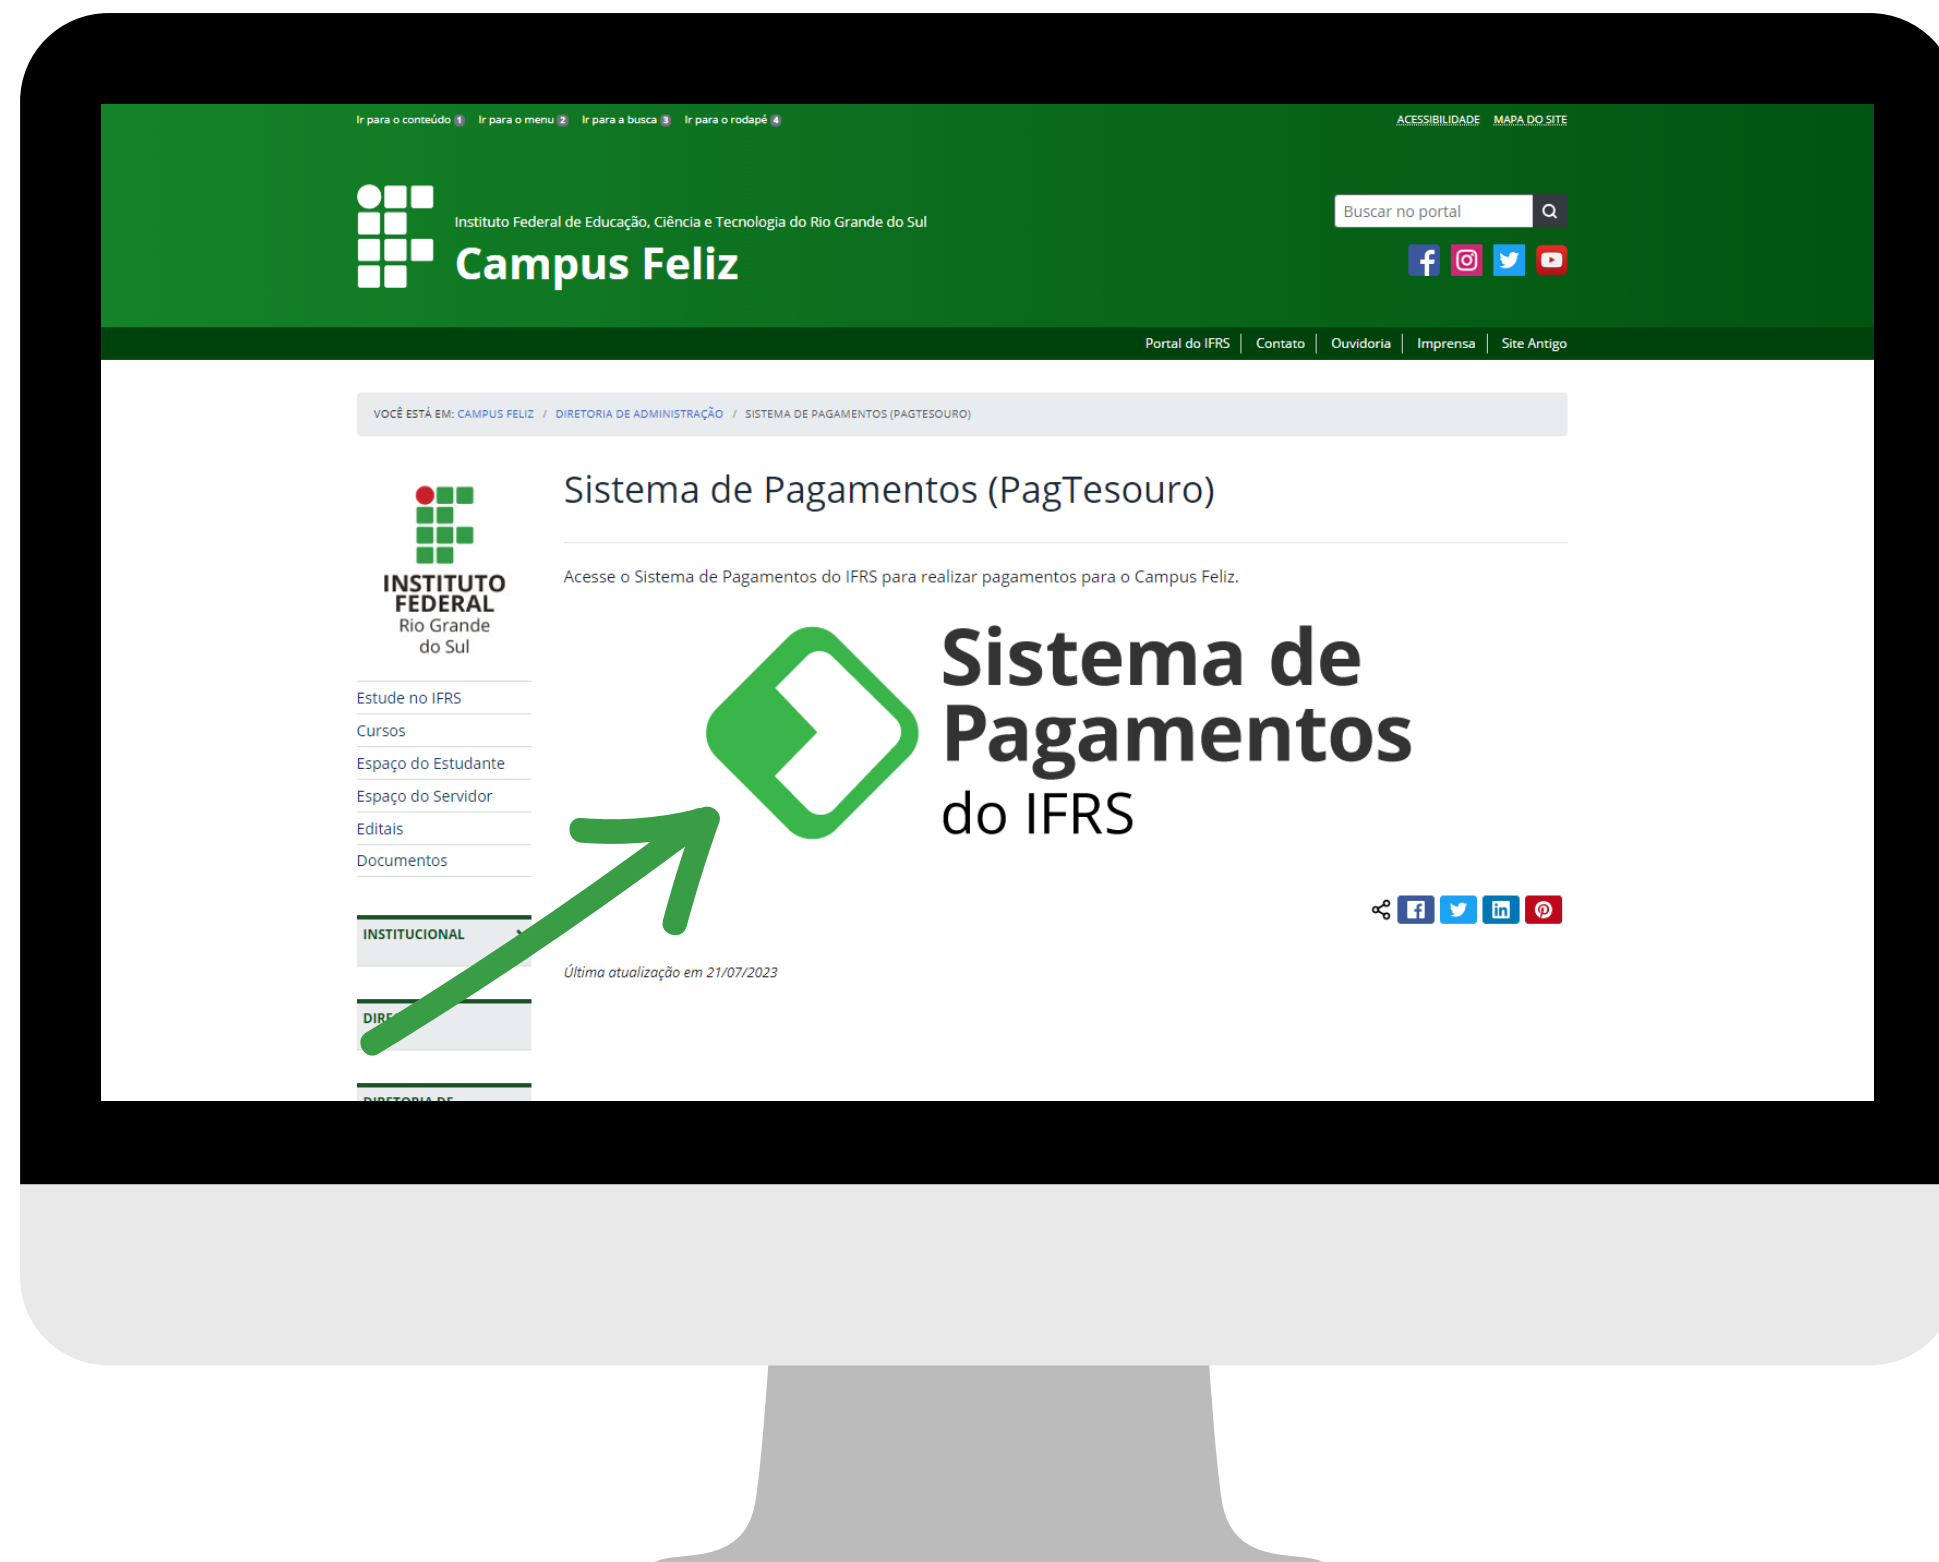 Ir para o conteúdo 1 Ir para o menu 2 Ir para a busca 3 Ir para o rodapé 4
ACESSIBILIDADE MAPA DO SITE
Instituto Federal de Educação, Ciência e Tecnologia do Rio Grande do Sul
Campus Feliz
Buscar no portal
Portal do IFRS Contato Ouvidoria Imprensa Site Antigo
VOCÊ ESTÁ EM: CAMPUS FELIZ / DIRETORIA DE ADMINISTRAÇÃO / SISTEMA DE PAGAMENTOS (PAGTESOURO)
INSTITUTO
FEDERAL
Rio Grande
do Sul
Estude no IFRS
Cursos
Espaço do Estudante
Espaço do Servidor
Editais
Documentos
INSTITUCIONAL
DIRETORIA DE
Sistema de Pagamentos (PagTesouro)
Acesse o Sistema de Pagamentos do IFRS para realizar pagamentos para o Campus Feliz.
Sistema de
Pagamentos
do IFRS
Última atualização em 21/07/2023